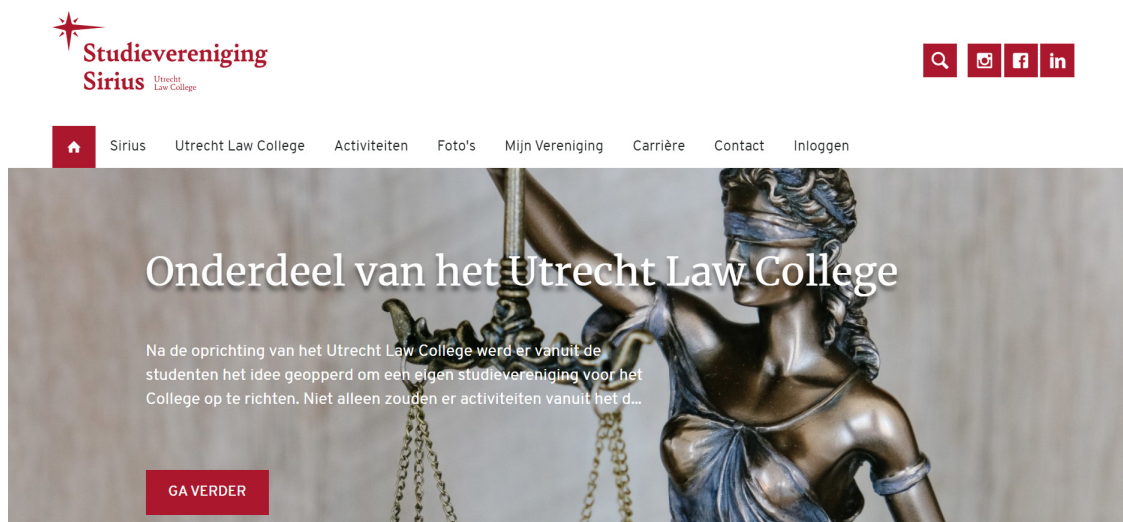 Studievereniging
Sirius Utrecht
Law College
Sirius Utrecht Law College Activiteiten Foto's Mijn Vereniging Carrière Contact Inloggen
Onderdeel van het Utrecht Law College
Na de oprichting van het Utrecht Law College werd er vanuit de
studenten het idee geopperd om een eigen studievereniging voor het
College op te richten. Niet alleen zouden er activiteiten vanuit het d...
GA VERDER